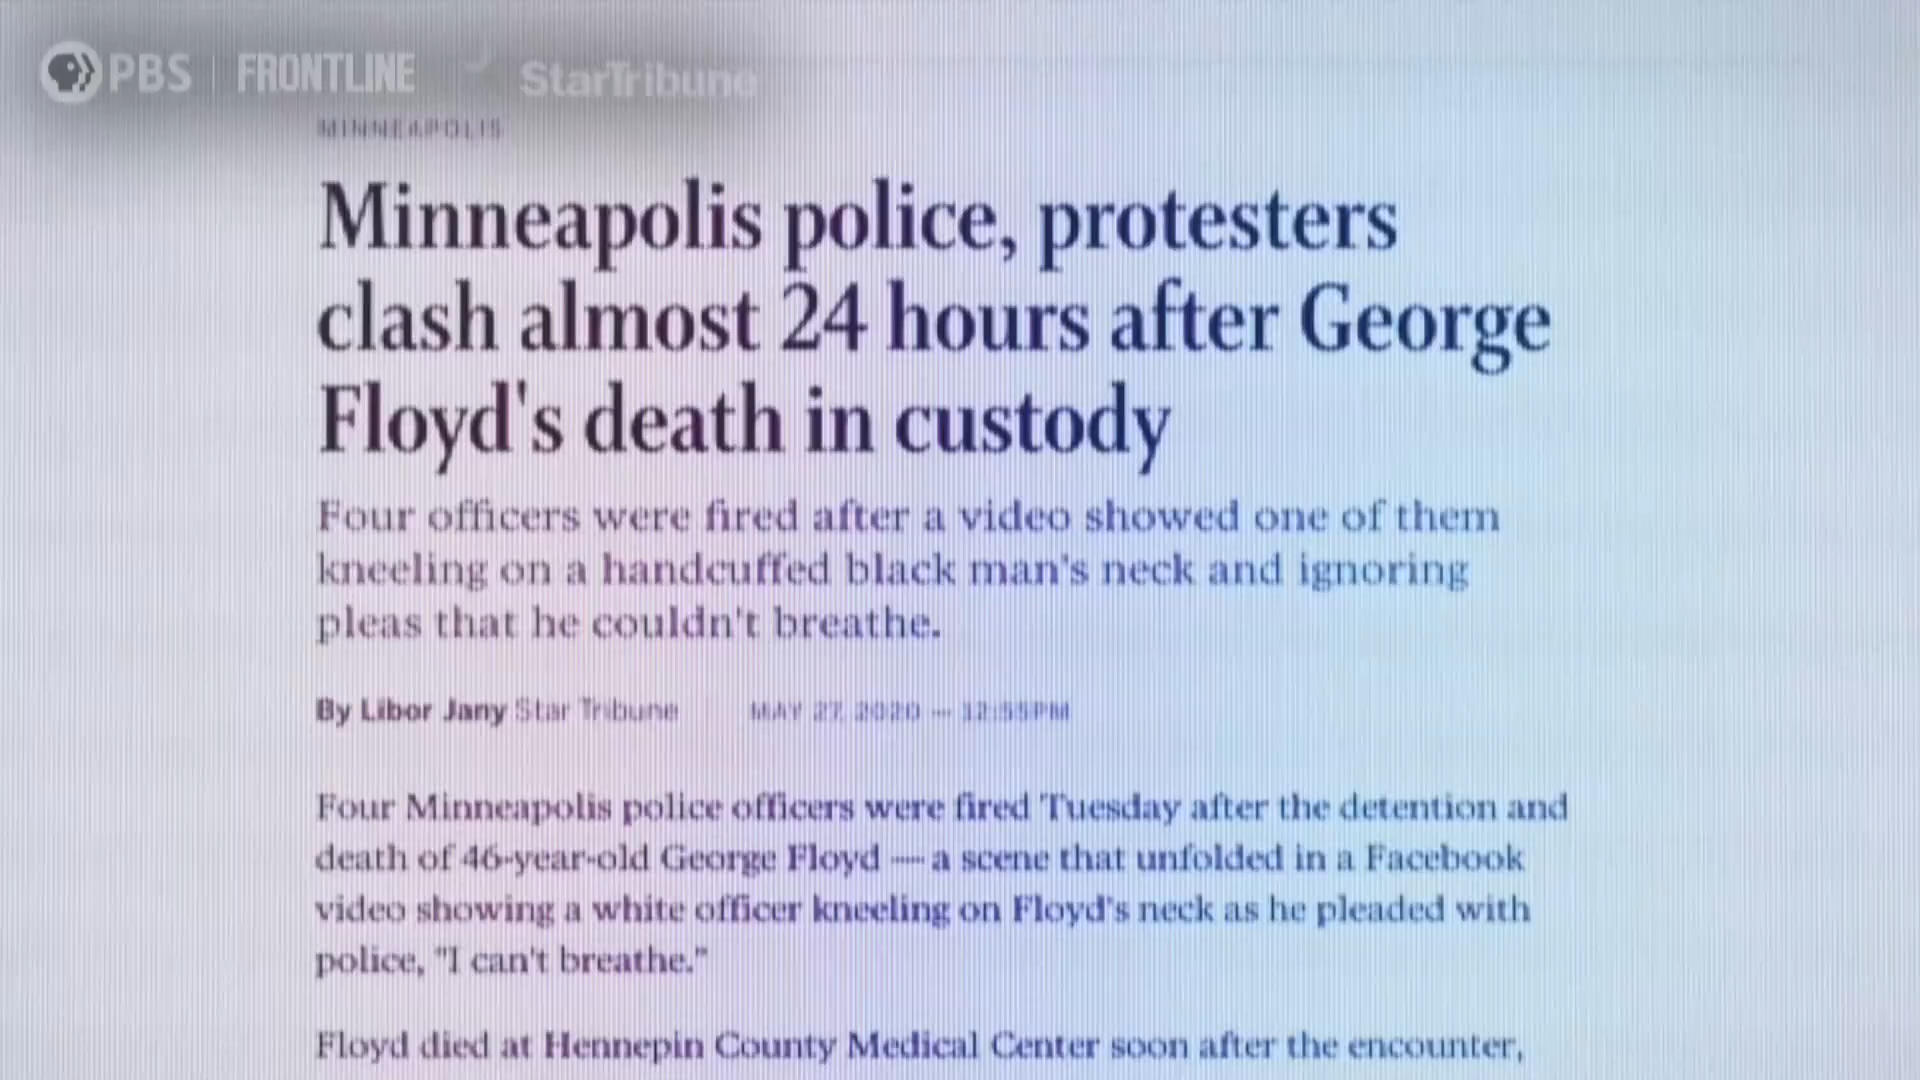 PBS | FRONTLINE
StarTribune
MINNEAPOLIS
Minneapolis police, protesters
clash almost 24 hours after George
Floyd's death in custody
Four officers were fired after a video showed one of them
kneeling on a handcuffed black man's neck and ignoring
pleas that he couldn't breathe.
By Libor Jany Star Tribune MAY 27, 2020 — 12:55PM
Four Minneapolis police officers were fired Tuesday after the detention and
death of 46-year-old George Floyd — a scene that unfolded in a Facebook
video showing a white officer kneeling on Floyd's neck as he pleaded with
police, "I can't breathe."
Floyd died at Hennepin County Medical Center soon after the encounter,